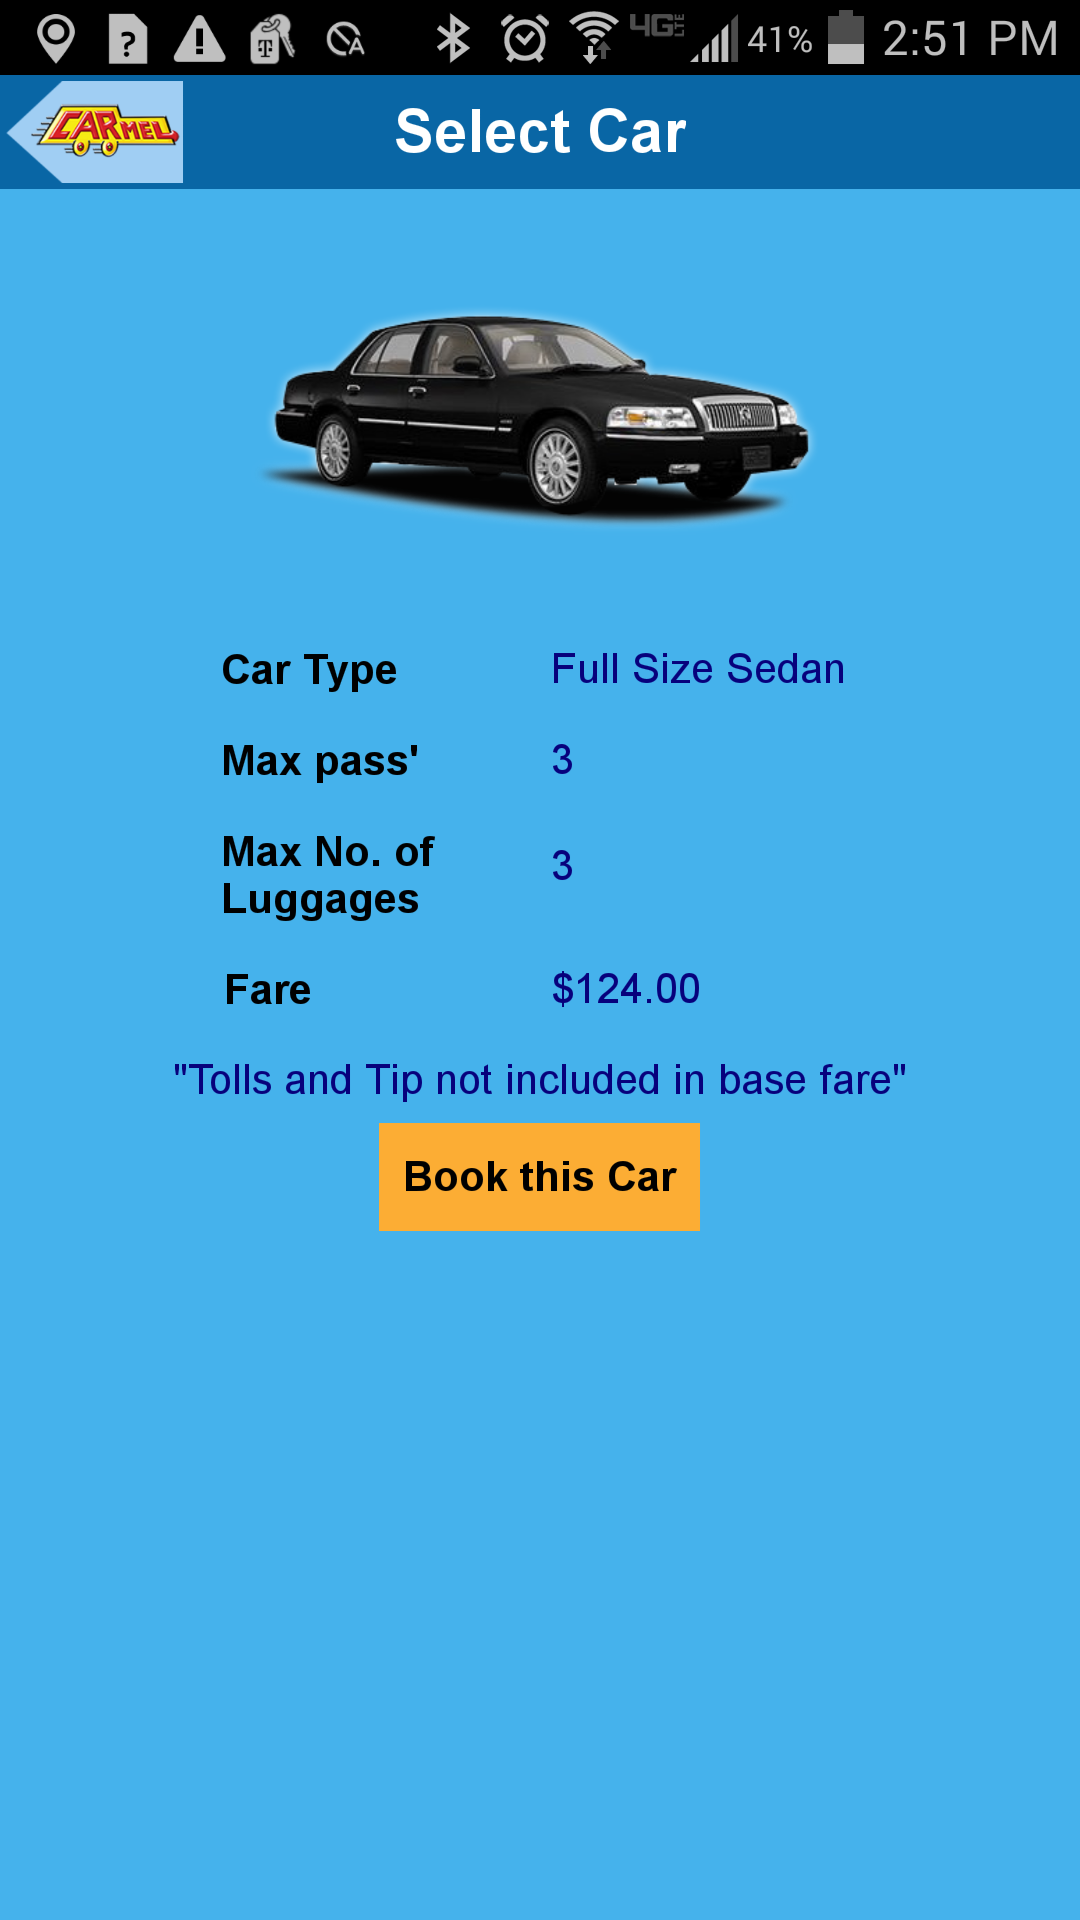 4G LTE 41% 2:51 PM
CARMEL Select Car
Car Type Full Size Sedan
Max pass' 3
Max No. of
Luggages 3
Fare $124.00
"Tolls and Tip not included in base fare"
Book this Car